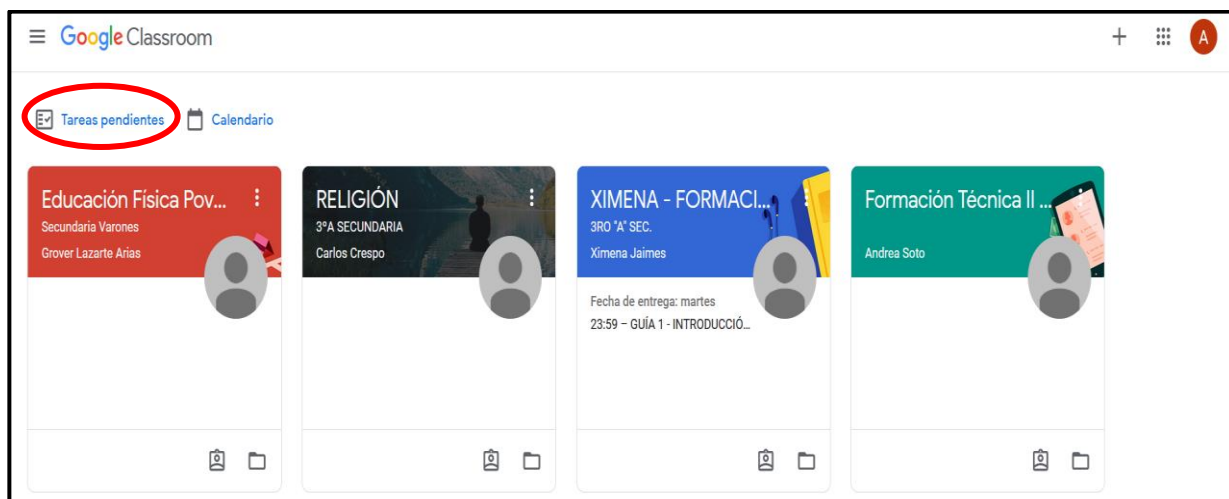 Google Classroom
A
Tareas pendientes
Calendario
Educación Física Pov...
Secundaria Varones
Grover Lazarte Arias
RELIGIÓN
3ºA SECUNDARIA
Carlos Crespo
XIMENA - FORMACI...
3RO "A" SEC.
Ximena Jaimes
Fecha de entrega: martes
23:59 – GUÍA 1 - INTRODUCCIÓ...
Formación Técnica II ...
Andrea Soto